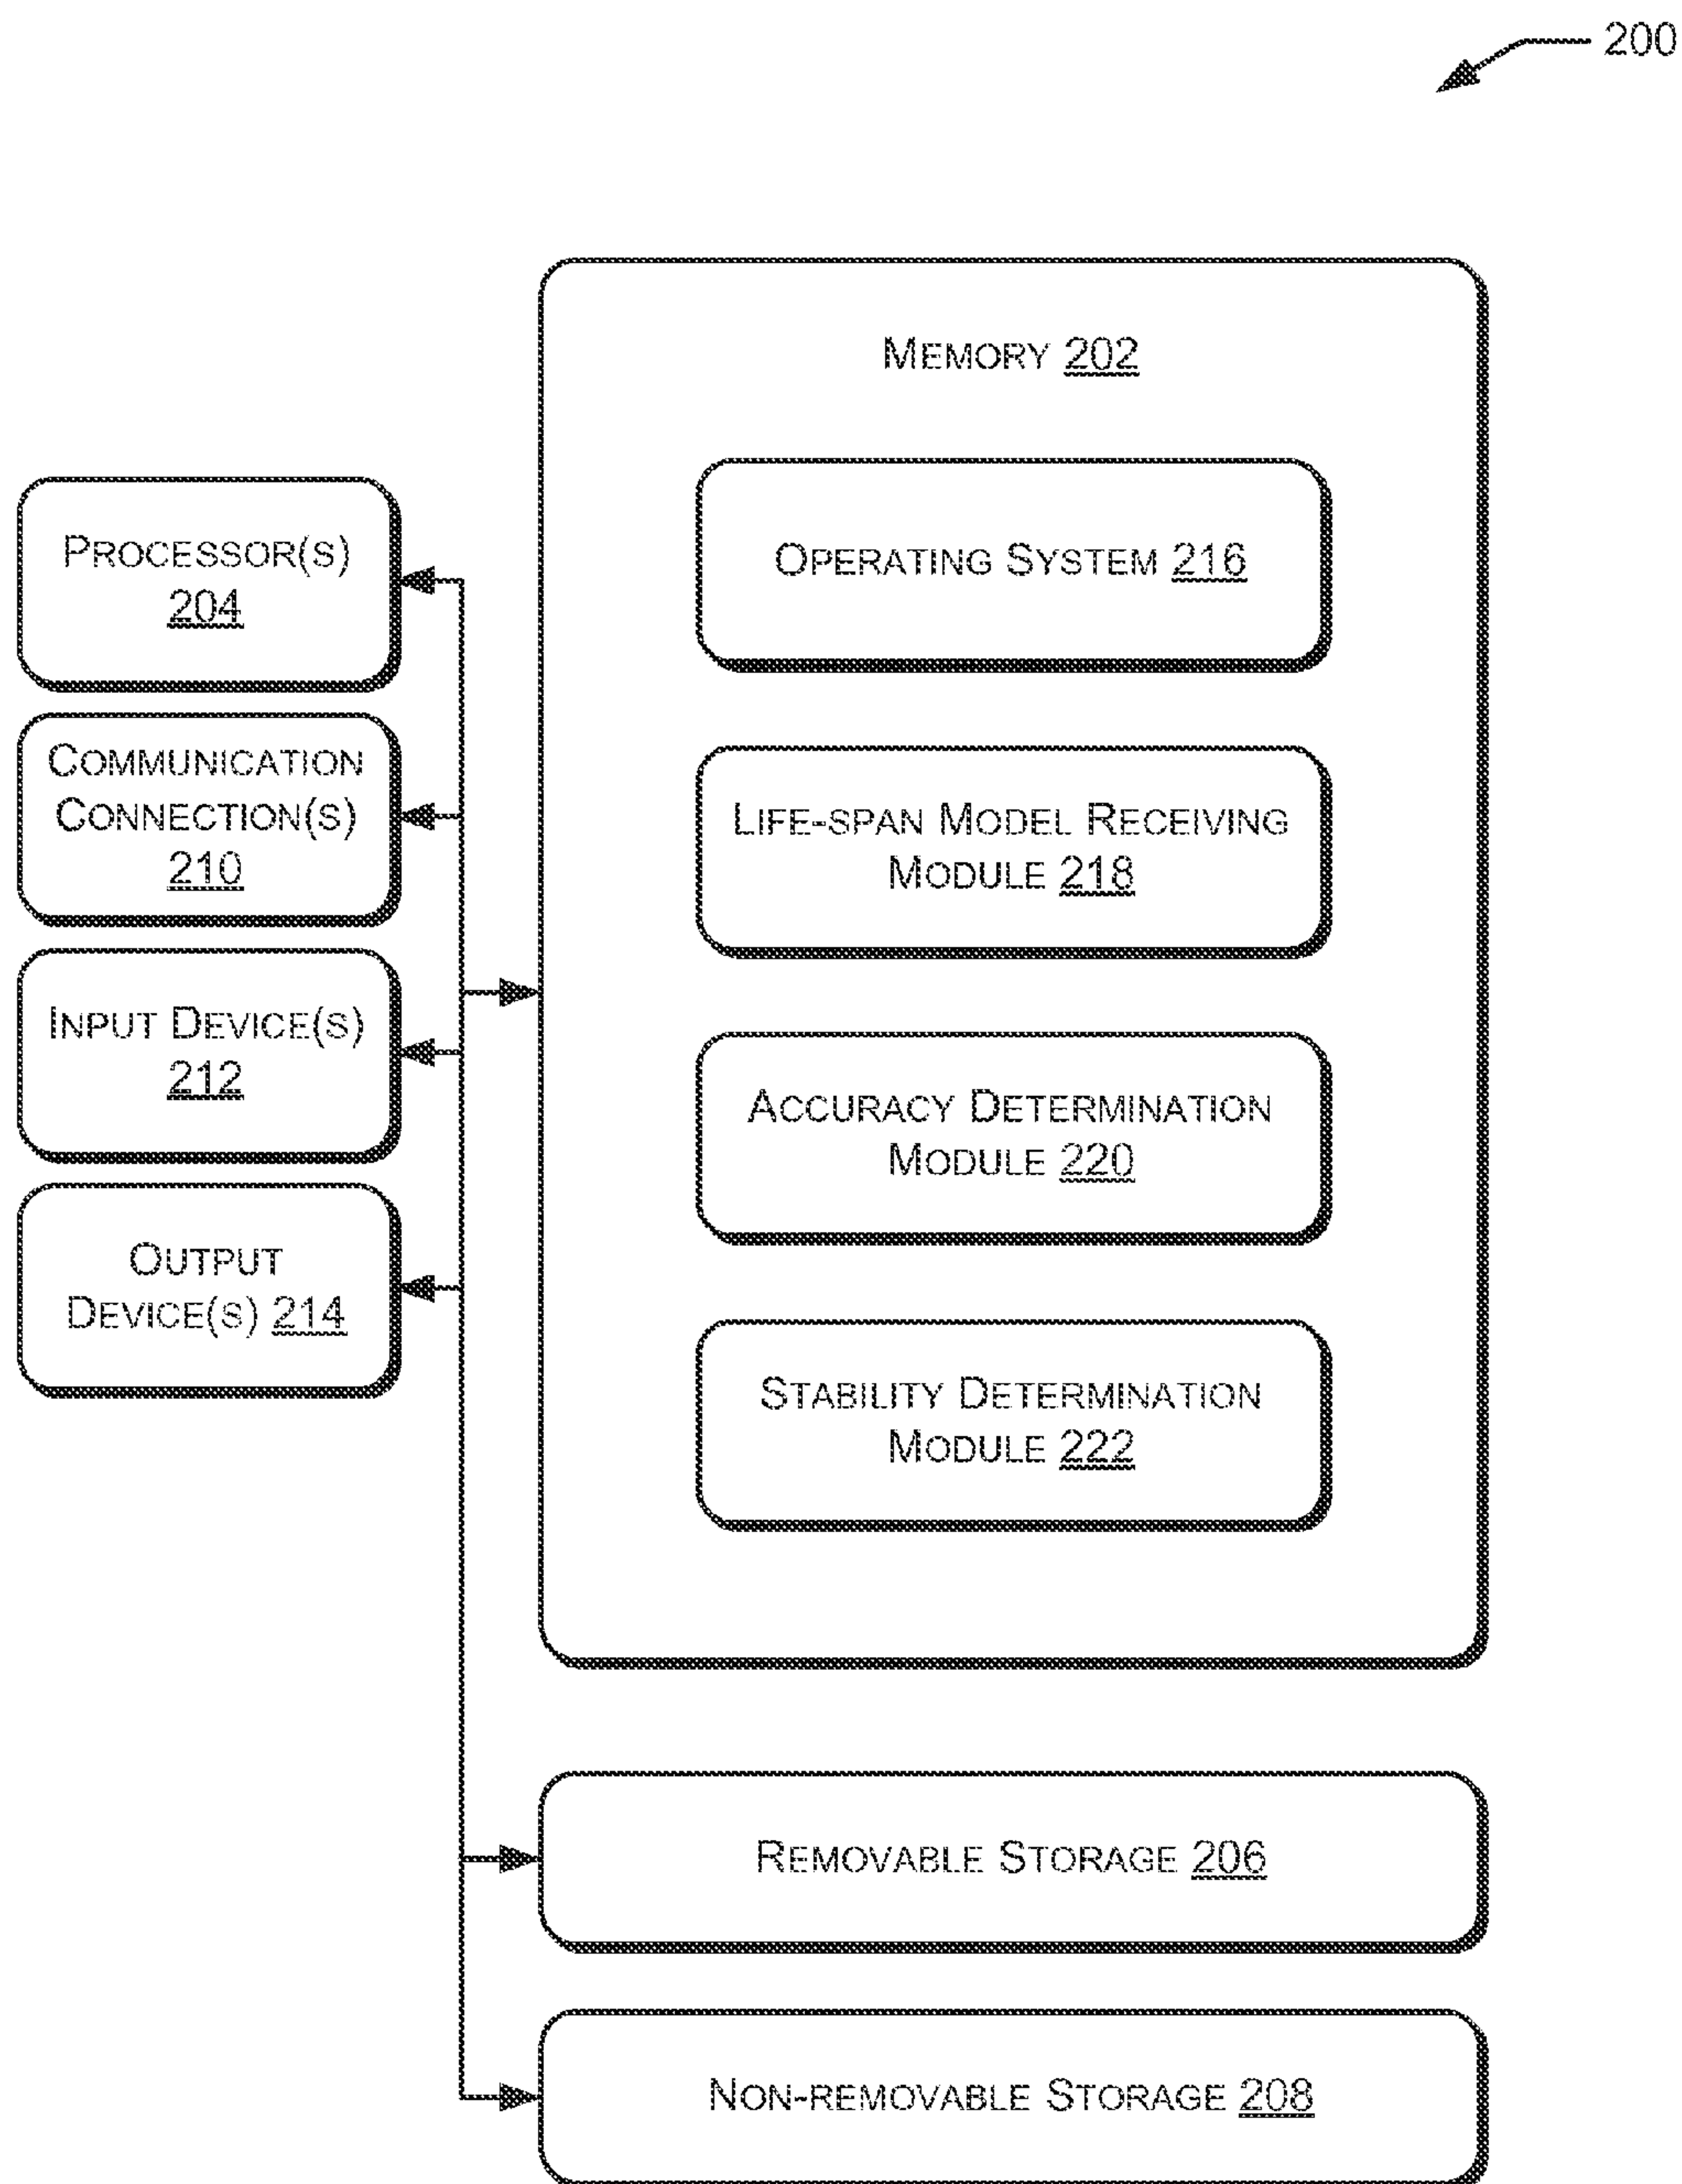 200
MEMORY 202
OPERATING SYSTEM 216
PROCESSOR(S)
204
COMMUNICATION
CONNECTION(S)
210
LIFE-SPAN MODEL RECEIVING
MODULE 218
INPUT DEVICE(S)
212
ACCURACY DETERMINATION
MODULE 220
OUTPUT
DEVICE(S) 214
STABILITY DETERMINATION
MODULE 222
REMOVABLE STORAGE 206
NON-REMOVABLE STORAGE 208